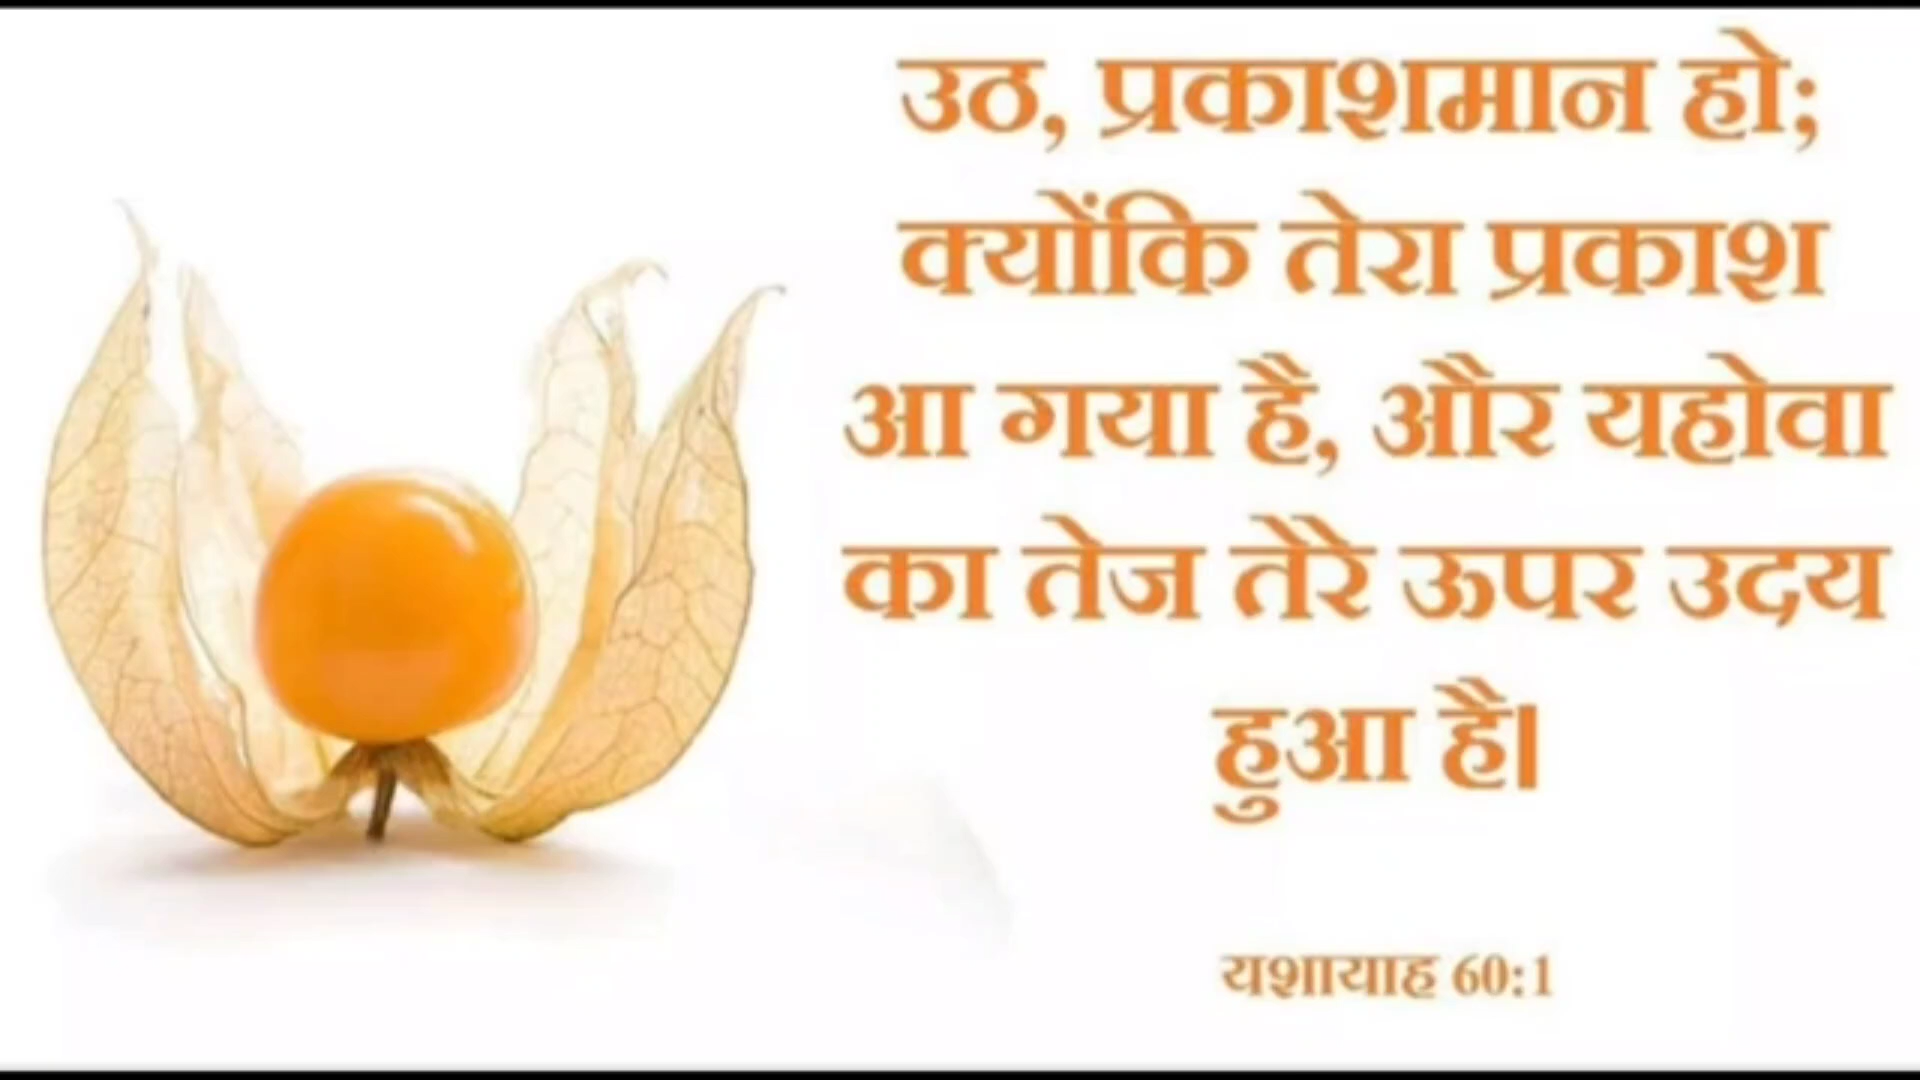 उठ, प्रकाशमान हो;
क्योंकि तेरा प्रकाश
आ गया है, और यहोवा
का तेज तेरे ऊपर उदय
हुआ है।
यशायाह 60:1